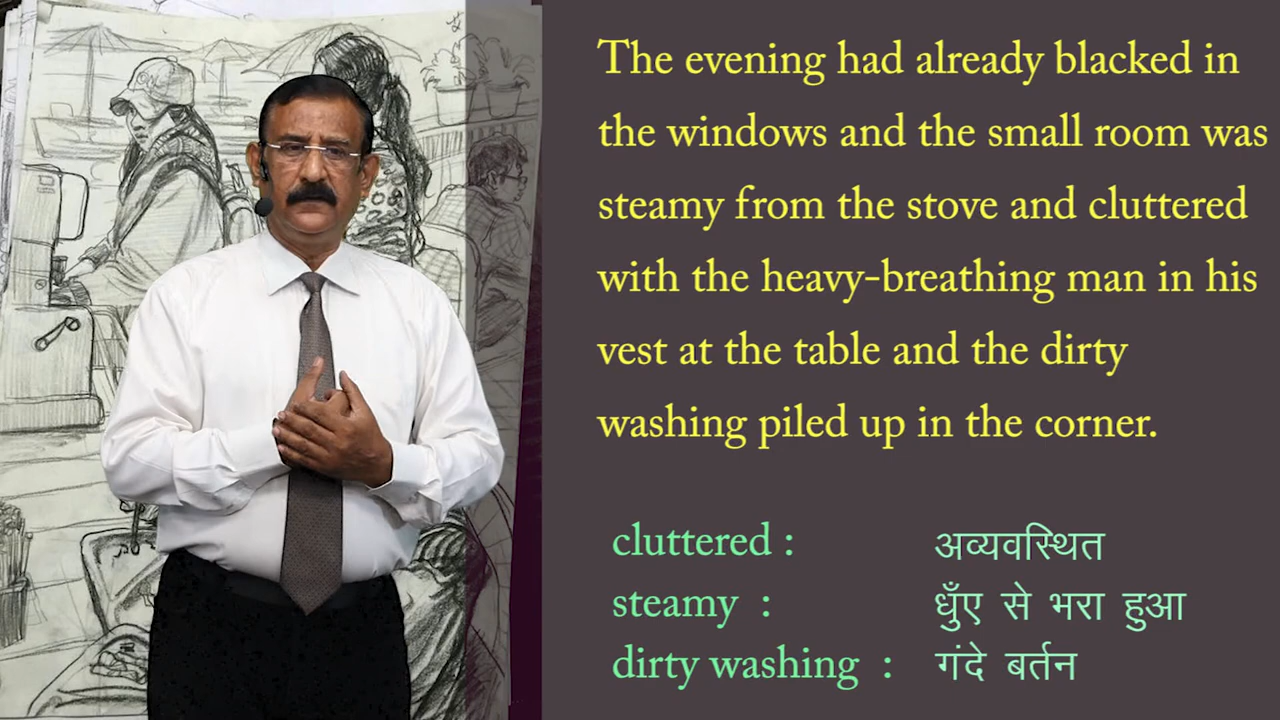 The evening had already blacked in
the windows and the small room was
steamy from the stove and cluttered
with the heavy-breathing man in his
vest at the table and the dirty
washing piled up in the corner.
cluttered : अव्यवस्थित
steamy : धुँए से भरा हुआ
dirty washing : गंदे बर्तन